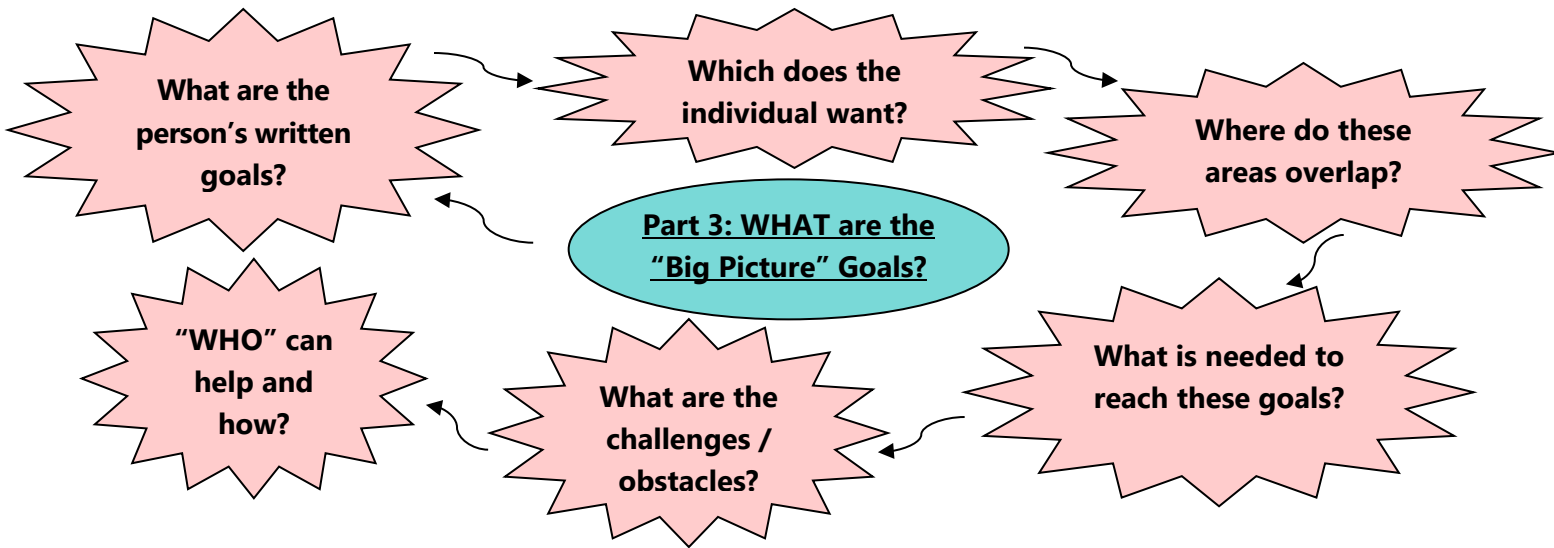 Part 3: WHAT are the
“Big Picture” Goals?
What are the
person’s written
goals?
Which does the
individual want?
Where do these
areas overlap?
What is needed to
reach these goals?
What are the
challenges /
obstacles?
“WHO” can
help and
how?